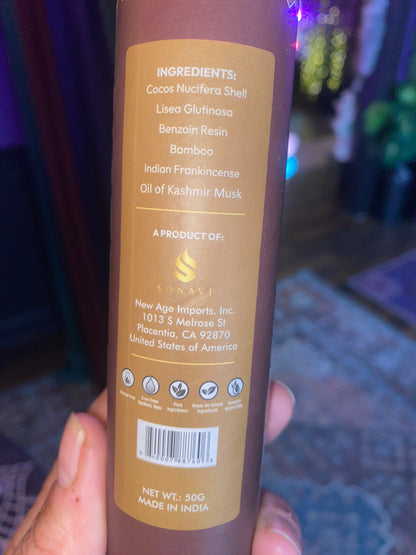 INGREDIENTS:
Cocos Nucifera Shell
Lisea Glutinosa
Benzoin Resin
Bamboo
Indian Frankincense
Oil of Kashmir Musk
A PRODUCT OF:
SONAVI
New Age Imports, Inc.
1013 S Melrose St
Placentia, CA 92870
United States of America
Pure
Ingredients
NET WT.: 50G
MADE IN INDIA